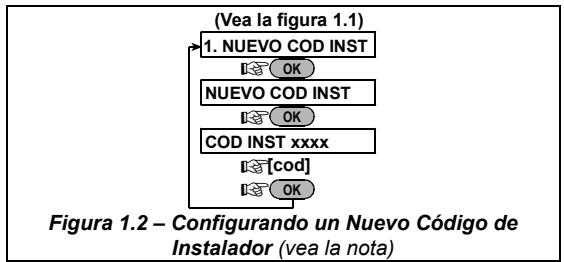 (Vea la figura 1.1)
1. NUEVO COD INST
OK
NUEVO COD INST
OK
COD INST xxxx
[cod]
OK
Figura 1.2 – Configurando un Nuevo Código de
Instalador (vea la nota)